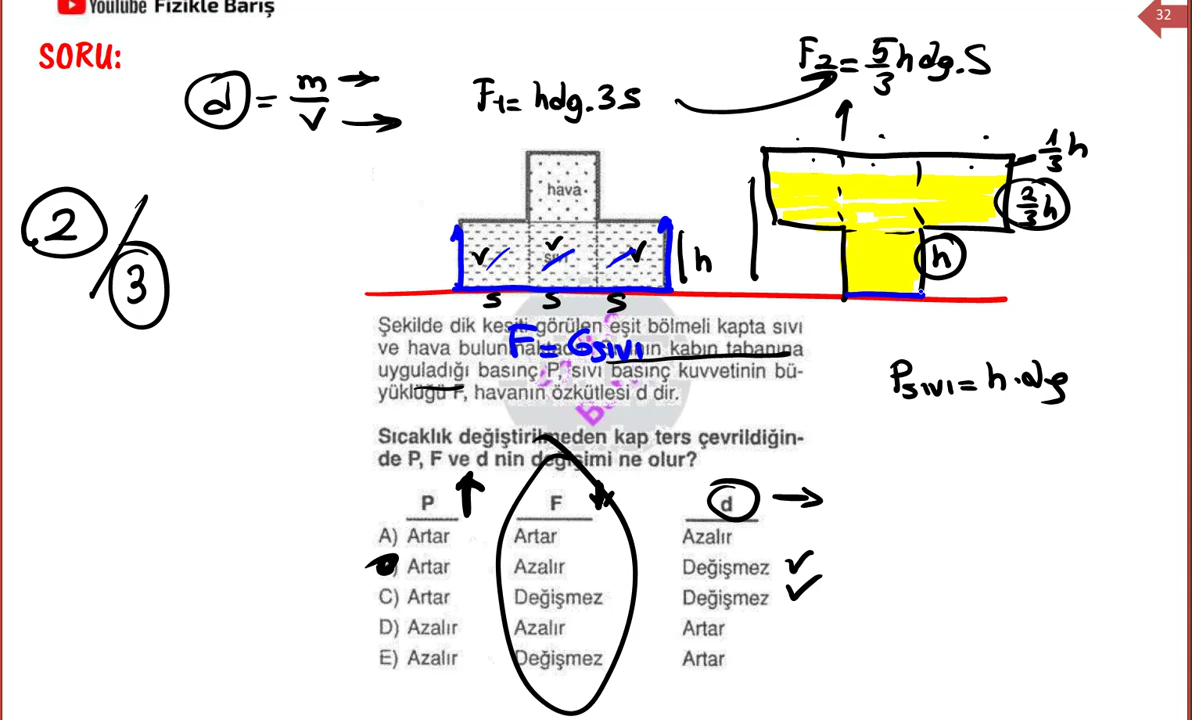 Youtube Fizikle Barış
32
SORU:
d = m/V
F1 = hdg.3S
F2 = 5/3 hdg.S
1/3 h
2/3 h
h
2/3
hava
sıvı
h
S S S
Şekilde dik kesiti görülen eşit bölmeli kapta sıvı
ve hava bulunmaktadır. kabın tabanına
F = Gsıvı
uyguladığı basınç P, sıvı basınç kuvvetinin bü-
yüklüğü F, havanın özkütlesi d dir.
Psıvı = h.dg
Sıcaklık değiştirilmeden kap ters çevrildiğin-
de P, F ve d nin değişimi ne olur?
P F d
A) Artar Artar Azalır
Artar Azalır Değişmez
C) Artar Değişmez Değişmez
D) Azalır Azalır Artar
E) Azalır Değişmez Artar